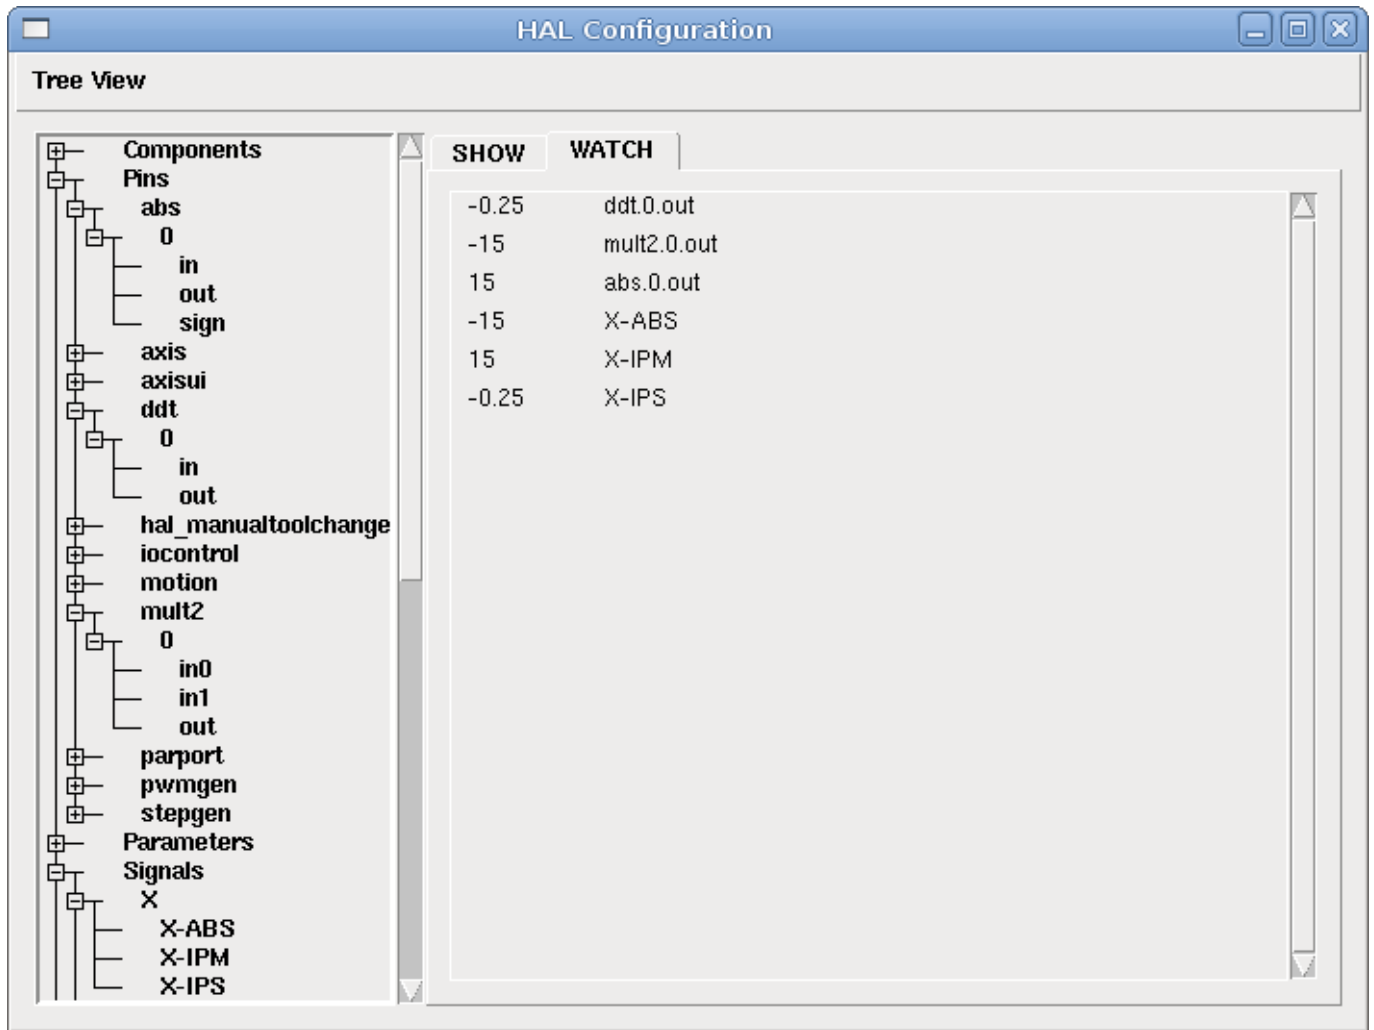 HAL Configuration
Tree View
Components
Pins
abs
0
in
out
sign
axis
axisui
ddt
0
in
out
hal_manualtoolchange
iocontrol
motion
mult2
0
in0
in1
out
parport
pwmgen
stepgen
Parameters
Signals
X
X-ABS
X-IPM
X-IPS
SHOW WATCH
-0.25 ddt.0.out
-15 mult2.0.out
15 abs.0.out
-15 X-ABS
15 X-IPM
-0.25 X-IPS